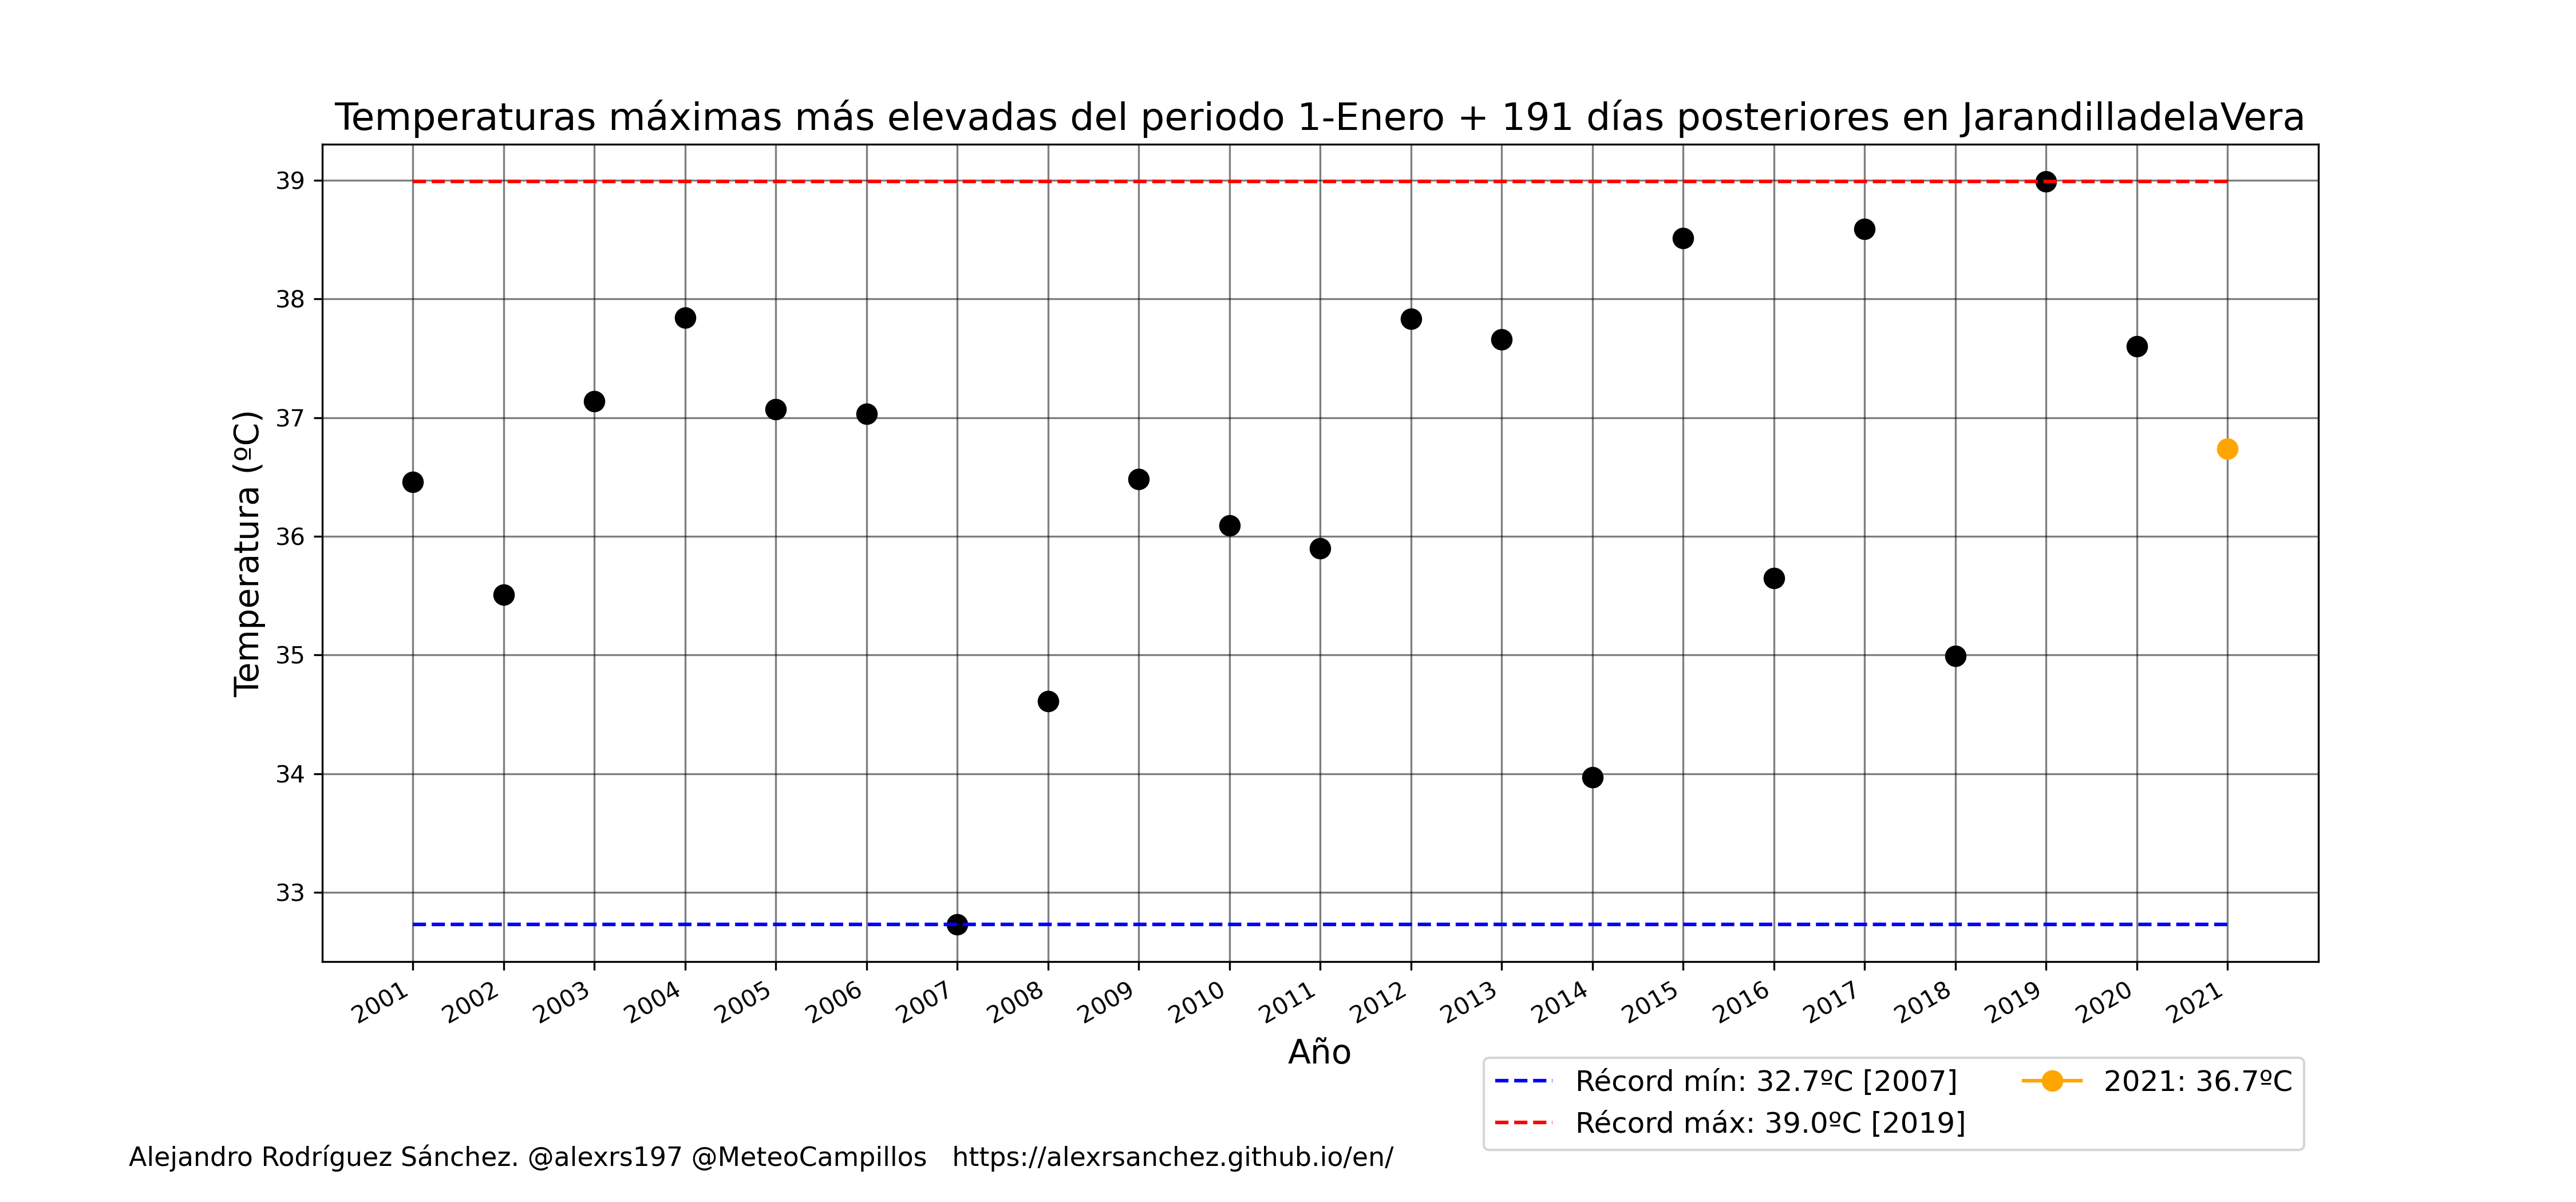 Temperaturas máximas más elevadas del periodo 1-Enero + 191 días posteriores en JarandilladelaVera
Temperatura (ºC)
39
38
37
36
35
34
33
2001 2002 2003 2004 2005 2006 2007 2008 2009 2010 2011 2012 2013 2014 2015 2016 2017 2018 2019 2020 2021
Año
Récord mín: 32.7ºC [2007]
Récord máx: 39.0ºC [2019]
2021: 36.7ºC
Alejandro Rodríguez Sánchez. @alexrs197 @MeteoCampillos https://alexrsanchez.github.io/en/